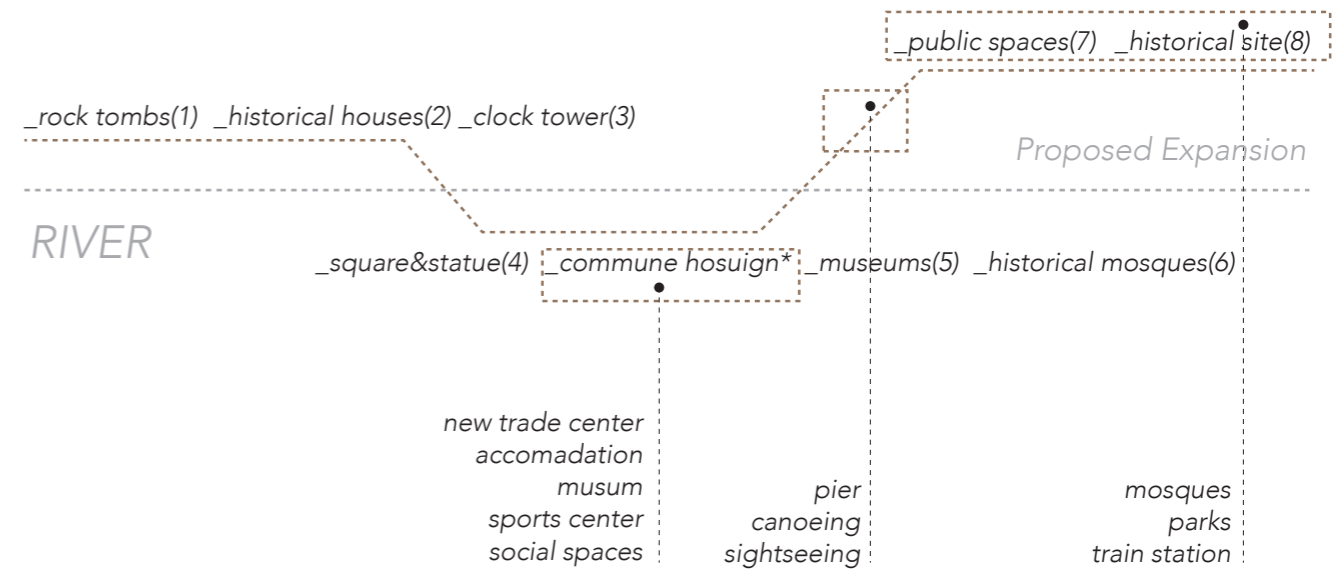 _public spaces(7) _historical site(8)
_rock tombs(1) _historical houses(2) _clock tower(3)
Proposed Expansion
RIVER
_square&statue(4) _commune hosuign* _museums(5) _historical mosques(6)
new trade center
accomadation
musum
sports center
social spaces
pier
canoeing
sightseeing
mosques
parks
train station